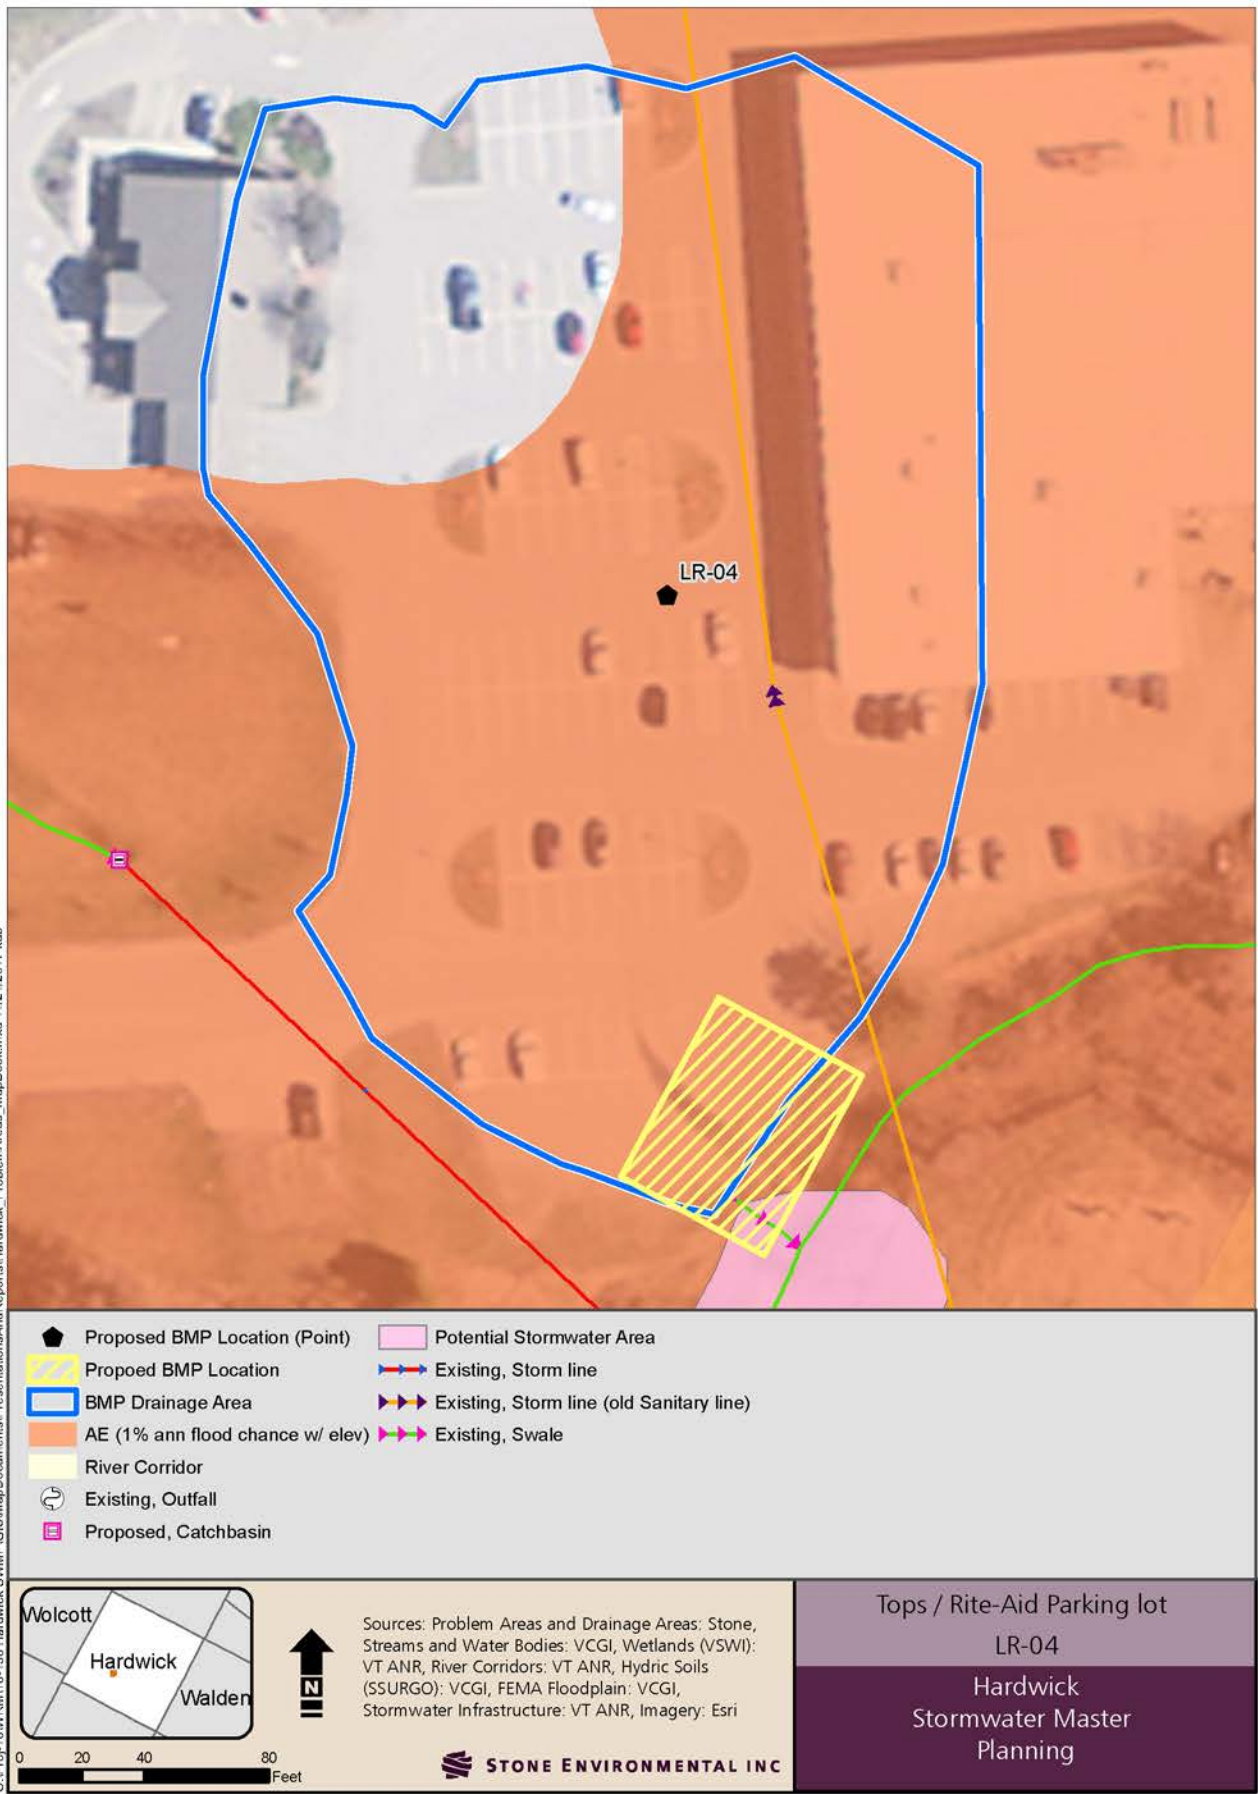 LR-04
Proposed BMP Location (Point)
Propoed BMP Location
BMP Drainage Area
AE (1% ann flood chance w/ elev)
River Corridor
Existing, Outfall
Proposed, Catchbasin
Potential Stormwater Area
Existing, Storm line
Existing, Storm line (old Sanitary line)
Existing, Swale
Wolcott
Hardwick
Walden
0 20 40 80
Feet
N
Sources: Problem Areas and Drainage Areas: Stone,
Streams and Water Bodies: VCGI, Wetlands (VSWI):
VT ANR, River Corridors: VT ANR, Hydric Soils
(SSURGO): VCGI, FEMA Floodplain: VCGI,
Stormwater Infrastructure: VT ANR, Imagery: Esri
STONE ENVIRONMENTAL INC
Tops / Rite-Aid Parking lot
LR-04
Hardwick
Stormwater Master
Planning